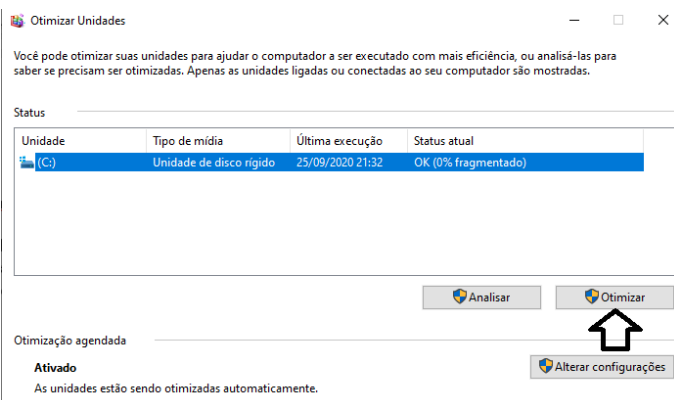 Otimizar Unidades
Você pode otimizar suas unidades para ajudar o computador a ser executado com mais eficiência, ou analisá-las para
saber se precisam ser otimizadas. Apenas as unidades ligadas ou conectadas ao seu computador são mostradas.
Status
Unidade Tipo de mídia Última execução Status atual
(C:) Unidade de disco rígido 25/09/2020 21:32 OK (0% fragmentado)
Analisar Otimizar
Otimização agendada
Ativado Alterar configurações
As unidades estão sendo otimizadas automaticamente.